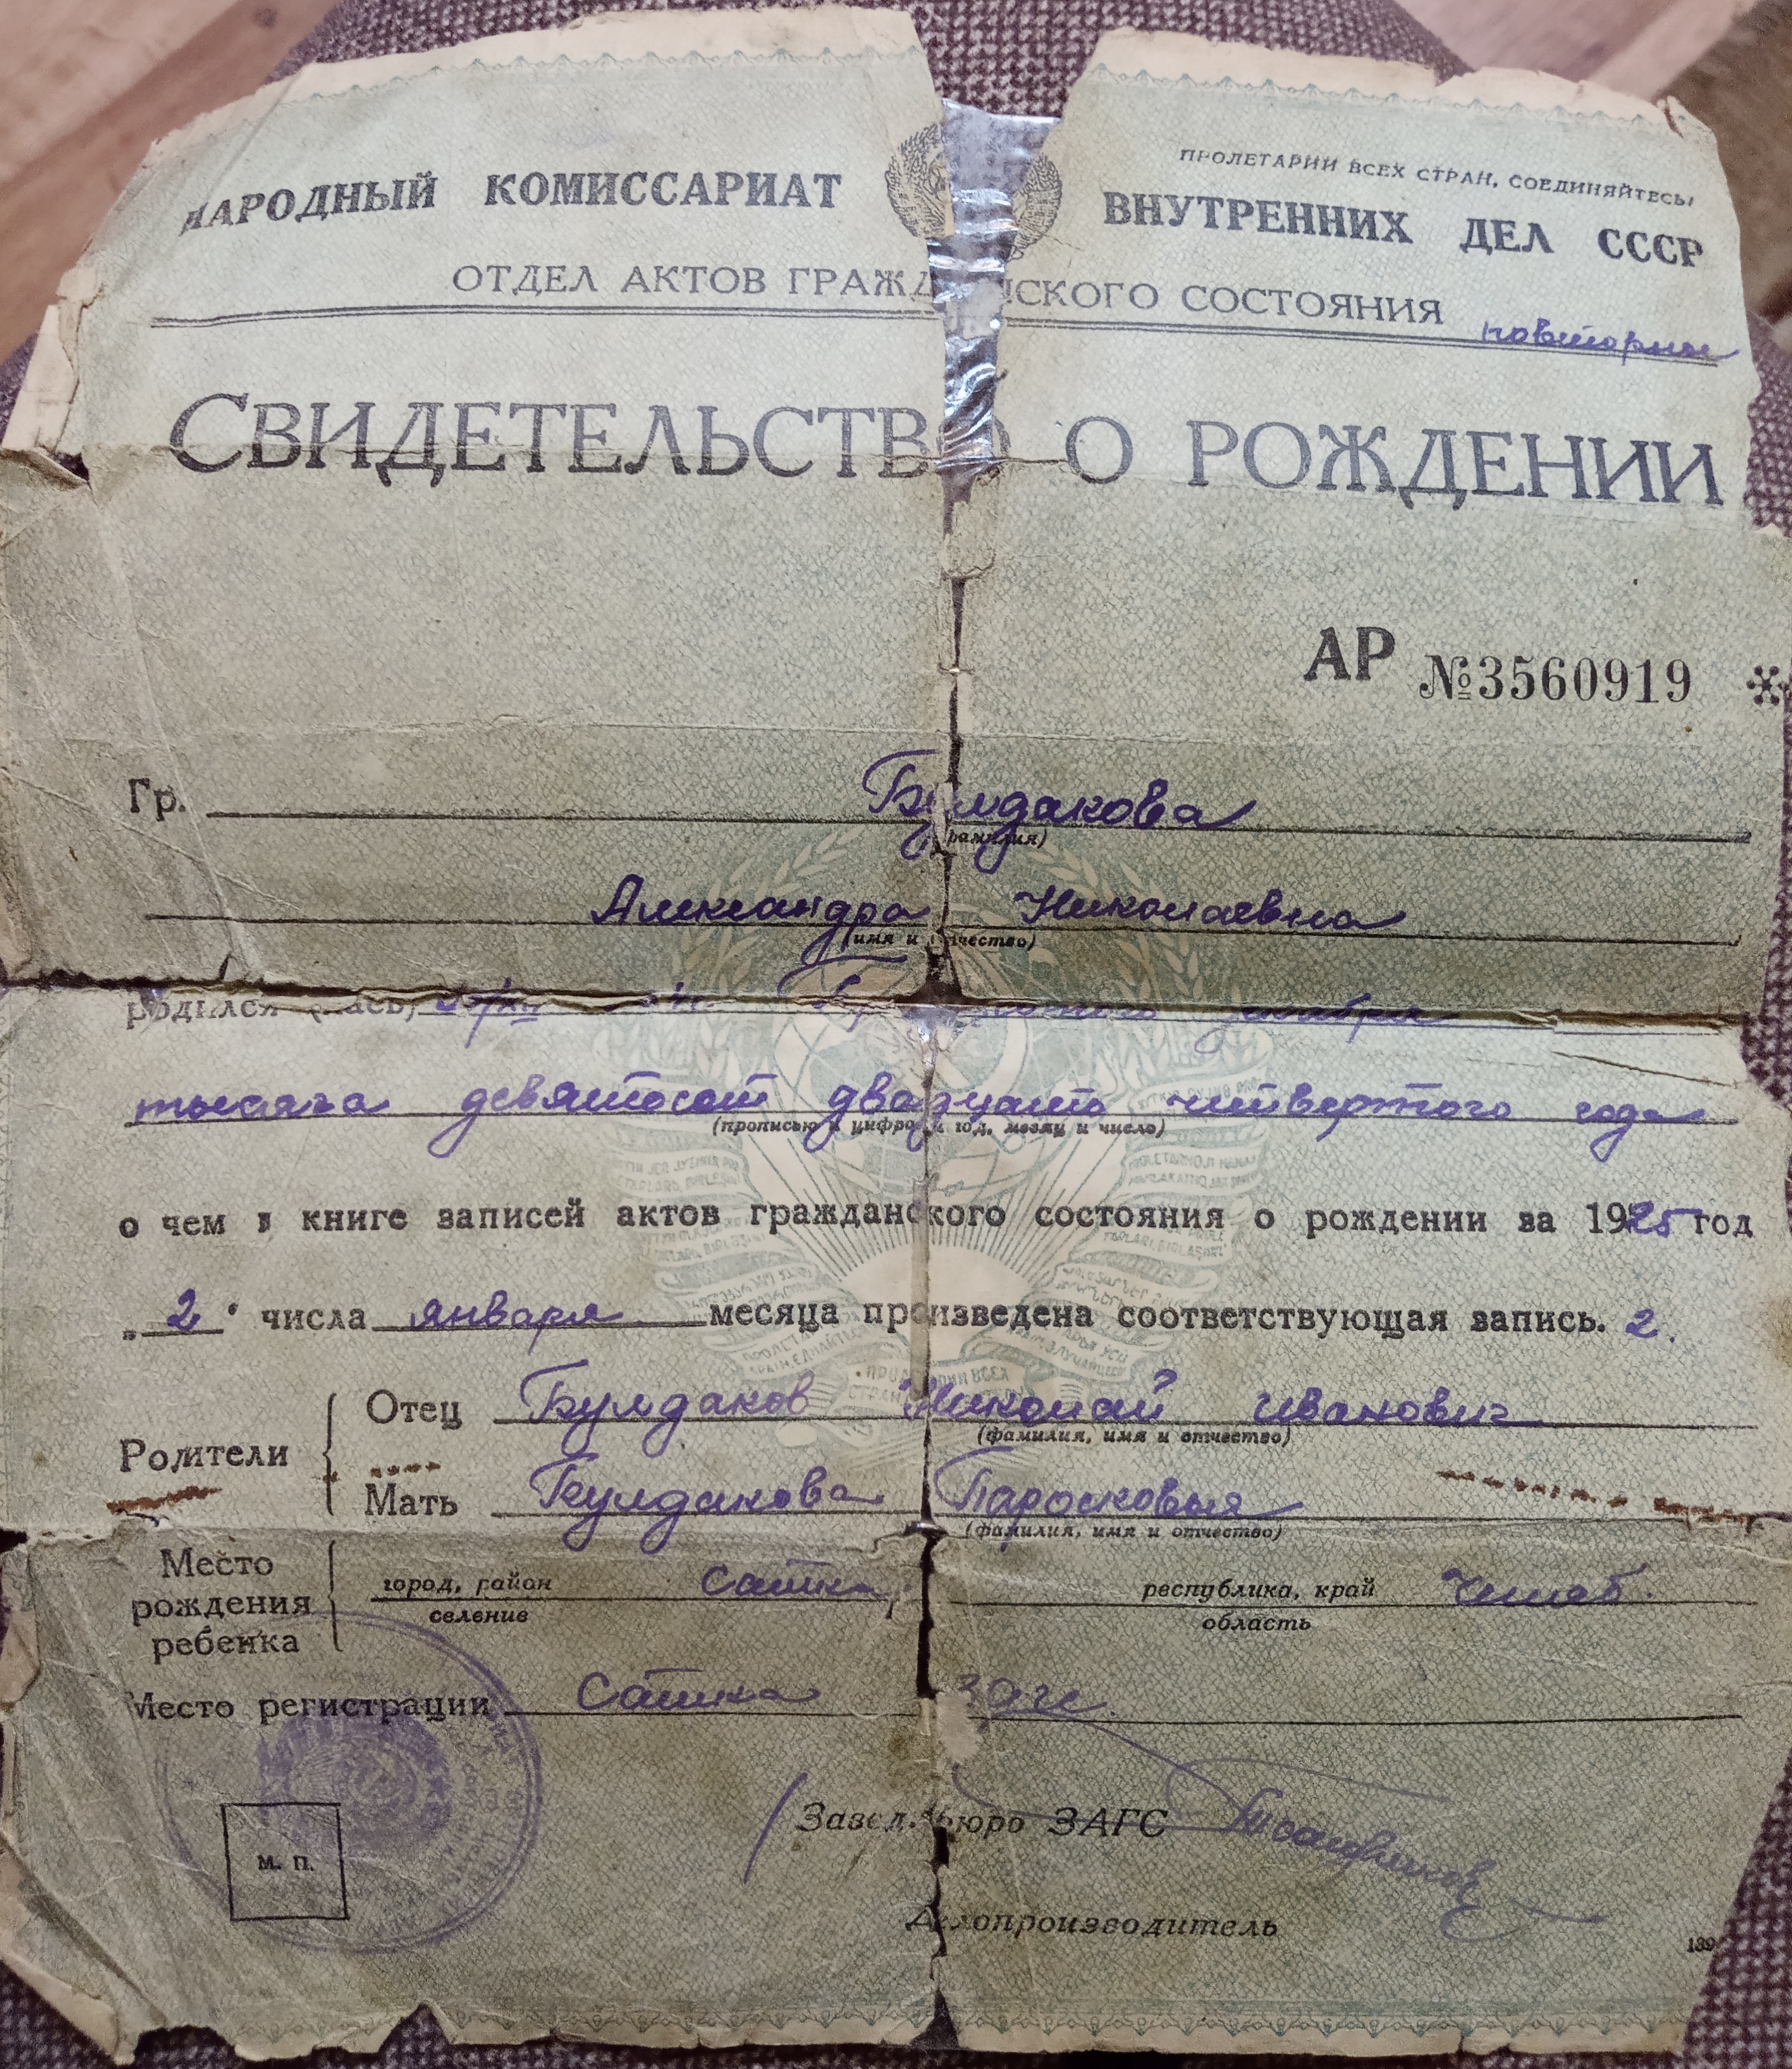 ПРОЛЕТАРИИ ВСЕХ СТРАН, СОЕДИНЯЙТЕСЬ!
НАРОДНЫЙ КОМИССАРИАТ ВНУТРЕННИХ ДЕЛ СССР
ОТДЕЛ АКТОВ ГРАЖДАНСКОГО СОСТОЯНИЯ
повторное
СВИДЕТЕЛЬСТВО О РОЖДЕНИИ
АР №3560919
Гр. Булдакова
(фамилия)
Александра Николаевна
(имя и отчество)
родился (лась) декабря
тысяча девятьсот двадцать четвертого года
(прописью и цифрами год, месяц и число)
о чем в книге записей актов гражданского состояния о рождении за 1925 год
„2" числа января месяца произведена соответствующая запись. 2.
Родители
Отец Булдаков Николай Иванович
(фамилия, имя и отчество)
Мать Булдакова Паросковья
(фамилия, имя и отчество)
Место рождения ребенка
город, район Сатка республика, край Челяб.
селение область
Место регистрации Сатка загс.
Завед. бюро ЗАГС
М. П.
Делопроизводитель